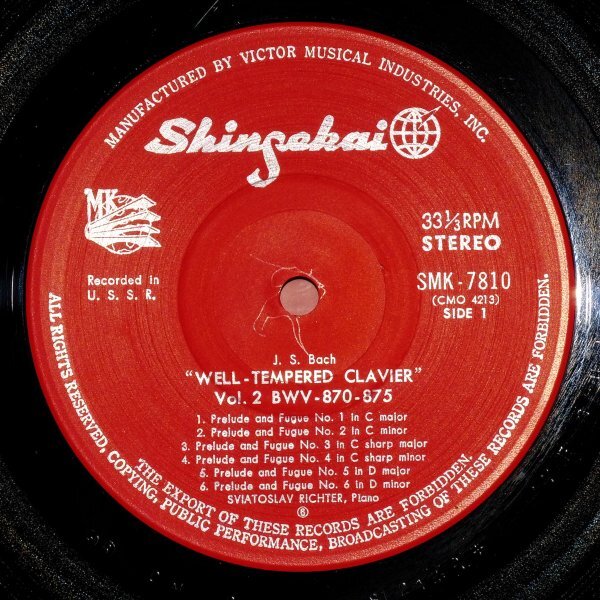 MANUFACTURED BY VICTOR MUSICAL INDUSTRIES, INC.
Shinsekai
MK
33⅓RPM
STEREO
Recorded in
U. S. S. R.
SMK-7810
(CMO 4213)
SIDE 1
J. S. Bach
"WELL-TEMPERED CLAVIER"
Vol. 2 BWV-870-875
1. Prelude and Fugue No. 1 in C major
2. Prelude and Fugue No. 2 in C minor
3. Prelude and Fugue No. 3 in C sharp major
4. Prelude and Fugue No. 4 in C sharp minor
5. Prelude and Fugue No. 5 in D major
6. Prelude and Fugue No. 6 in D minor
SVIATOSLAV RICHTER, Piano
THE EXPORT OF THESE RECORDS ARE FORBIDDEN.
ALL RIGHTS RESERVED, COPYING, PUBLIC PERFORMANCE, BROADCASTING OF THESE RECORDS ARE FORBIDDEN.